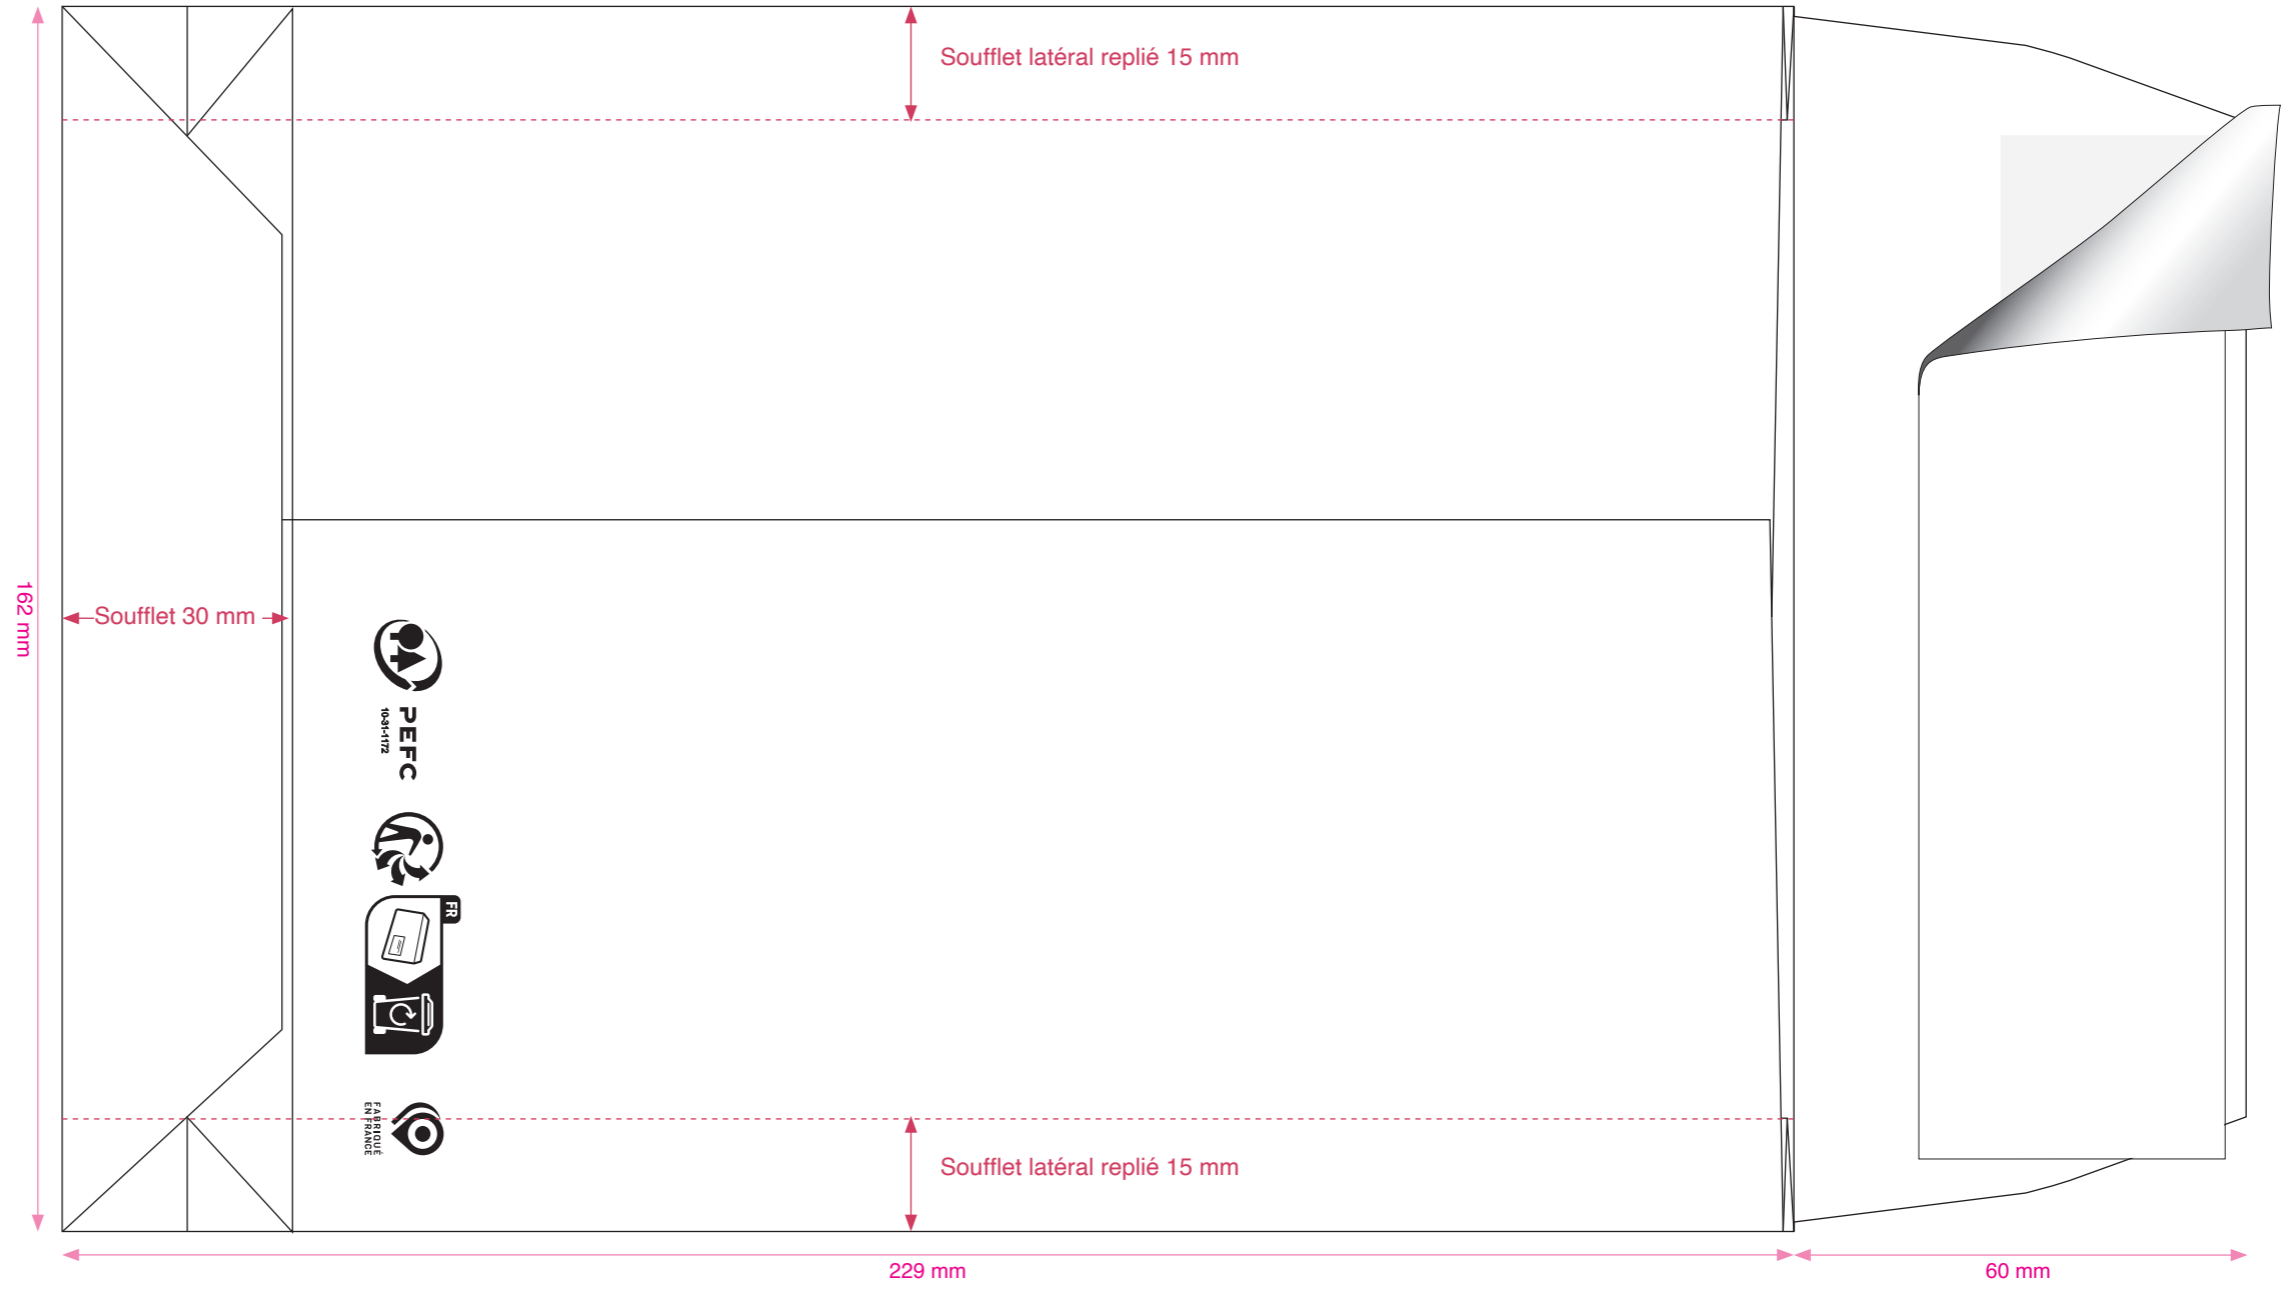 Soufflet latéral replié 15 mm
162 mm
Soufflet 30 mm
PEFC
10-31-1172
FR
FABRIQUÉ
EN FRANCE
Soufflet latéral replié 15 mm
229 mm
60 mm